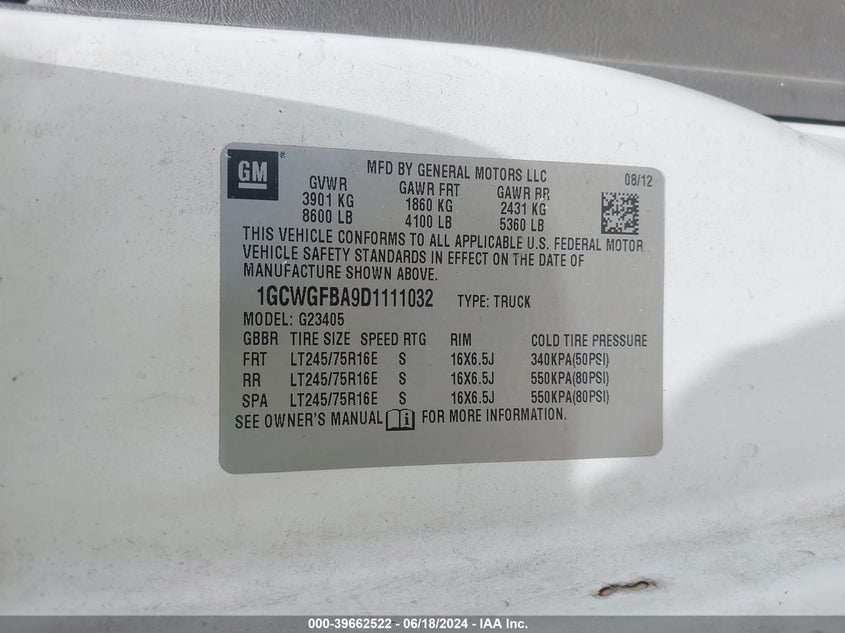 GM ®
MFD BY GENERAL MOTORS LLC 08/12
GVWR GAWR FRT GAWR RR
3901 KG 1860 KG 2431 KG
8600 LB 4100 LB 5360 LB
THIS VEHICLE CONFORMS TO ALL APPLICABLE U.S. FEDERAL MOTOR
VEHICLE SAFETY STANDARDS IN EFFECT ON THE DATE OF
MANUFACTURE SHOWN ABOVE.
1GCWGFBA9D1111032 TYPE: TRUCK
MODEL: G23405
GBBR TIRE SIZE SPEED RTG RIM COLD TIRE PRESSURE
FRT LT245/75R16E S 16X6.5J 340KPA(50PSI)
RR LT245/75R16E S 16X6.5J 550KPA(80PSI)
SPA LT245/75R16E S 16X6.5J 550KPA(80PSI)
SEE OWNER'S MANUAL i FOR MORE INFORMATION.
000-39662522 - 06/18/2024 - IAAI.com.